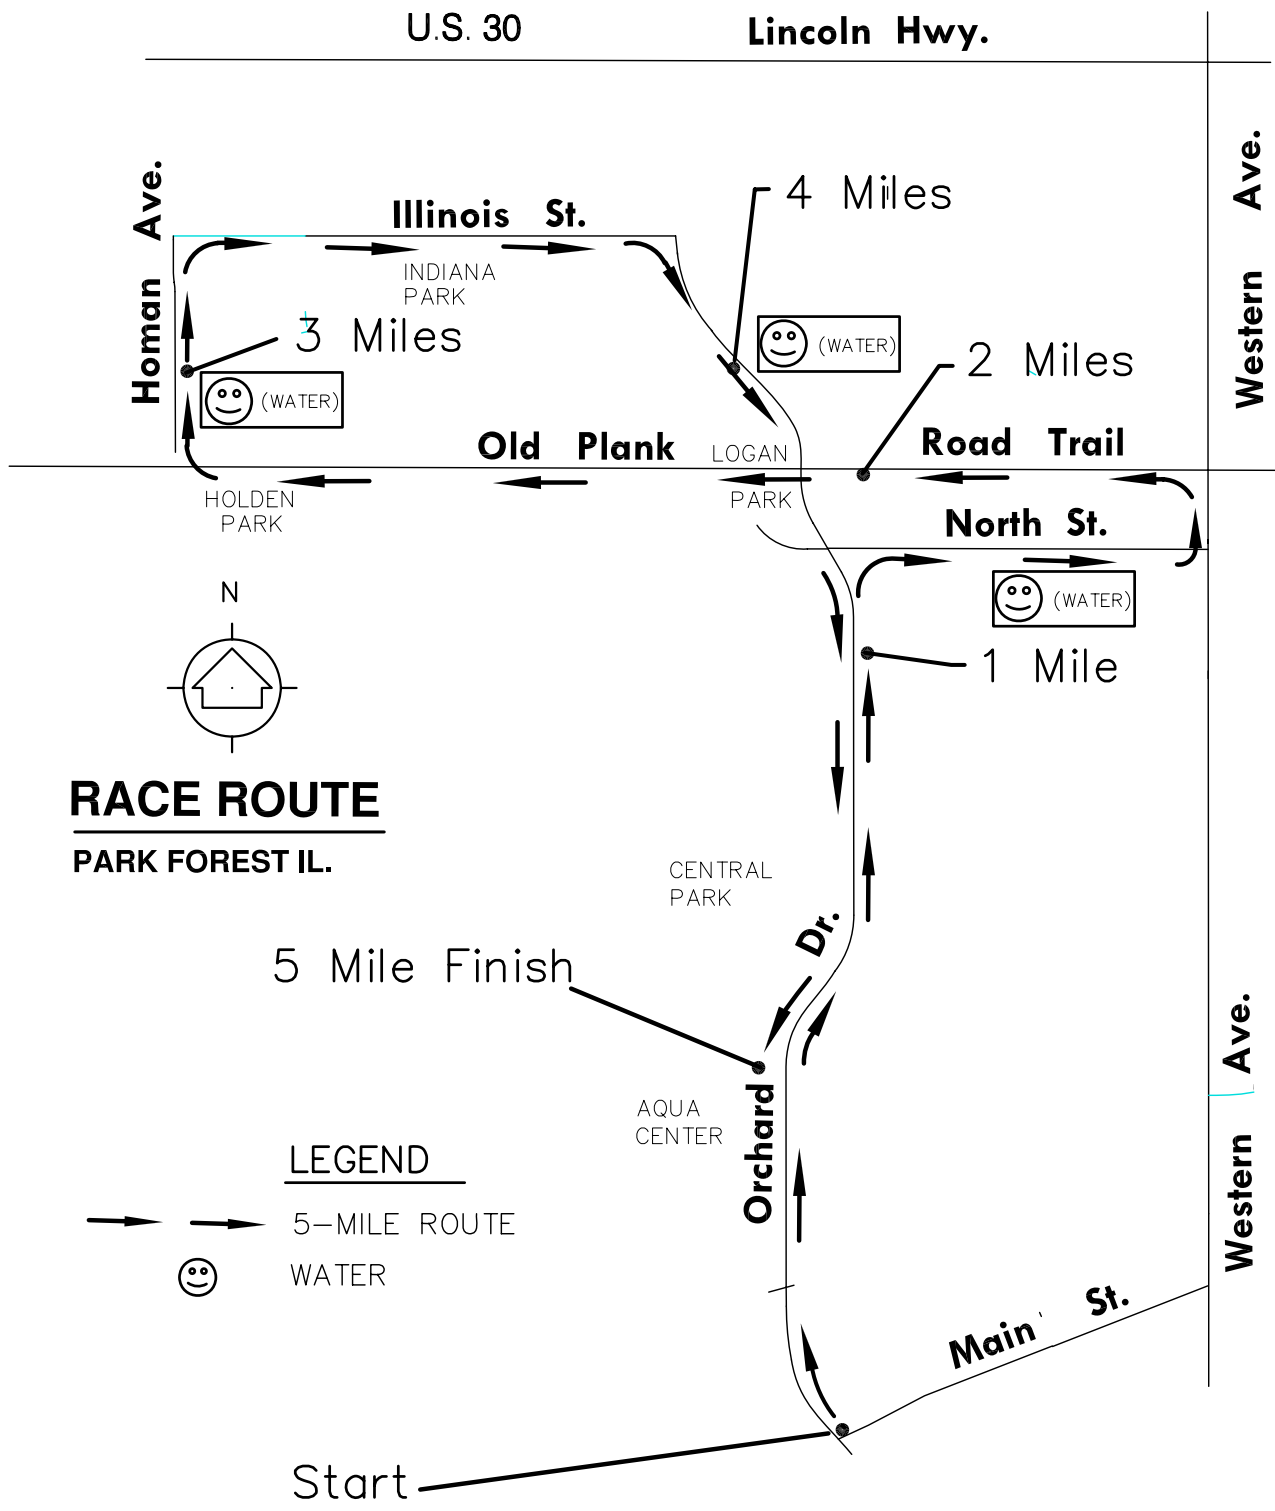 U.S. 30 Lincoln Hwy.
Homan Ave.
Western Ave.
Illinois St.
4 Miles
INDIANA
PARK
3 Miles
(WATER)
2 Miles
(WATER)
Old Plank Road Trail
LOGAN
PARK
HOLDEN
PARK
North St.
(WATER)
1 Mile
N
RACE ROUTE
PARK FOREST IL.
CENTRAL
PARK
Orchard Dr.
5 Mile Finish
AQUA
CENTER
Western Ave.
LEGEND
5-MILE ROUTE
WATER
Main St.
Start